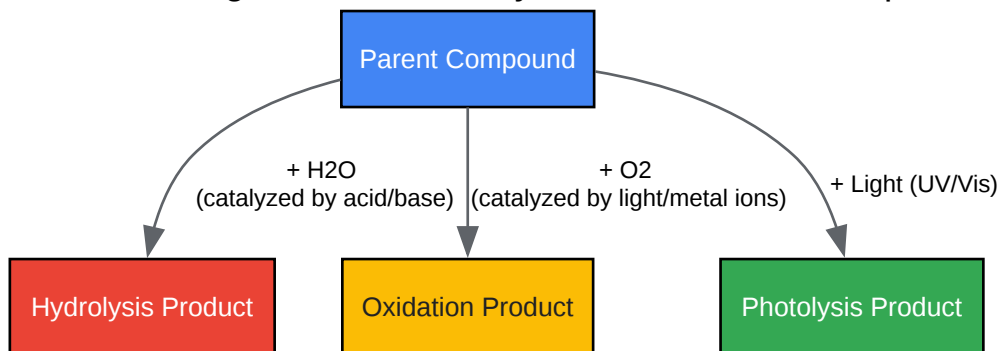 Parent Compound
+ H2O
(catalyzed by acid/base)
+ O2
(catalyzed by light/metal ions)
+ Light (UV/Vis)
Hydrolysis Product
Oxidation Product
Photolysis Product